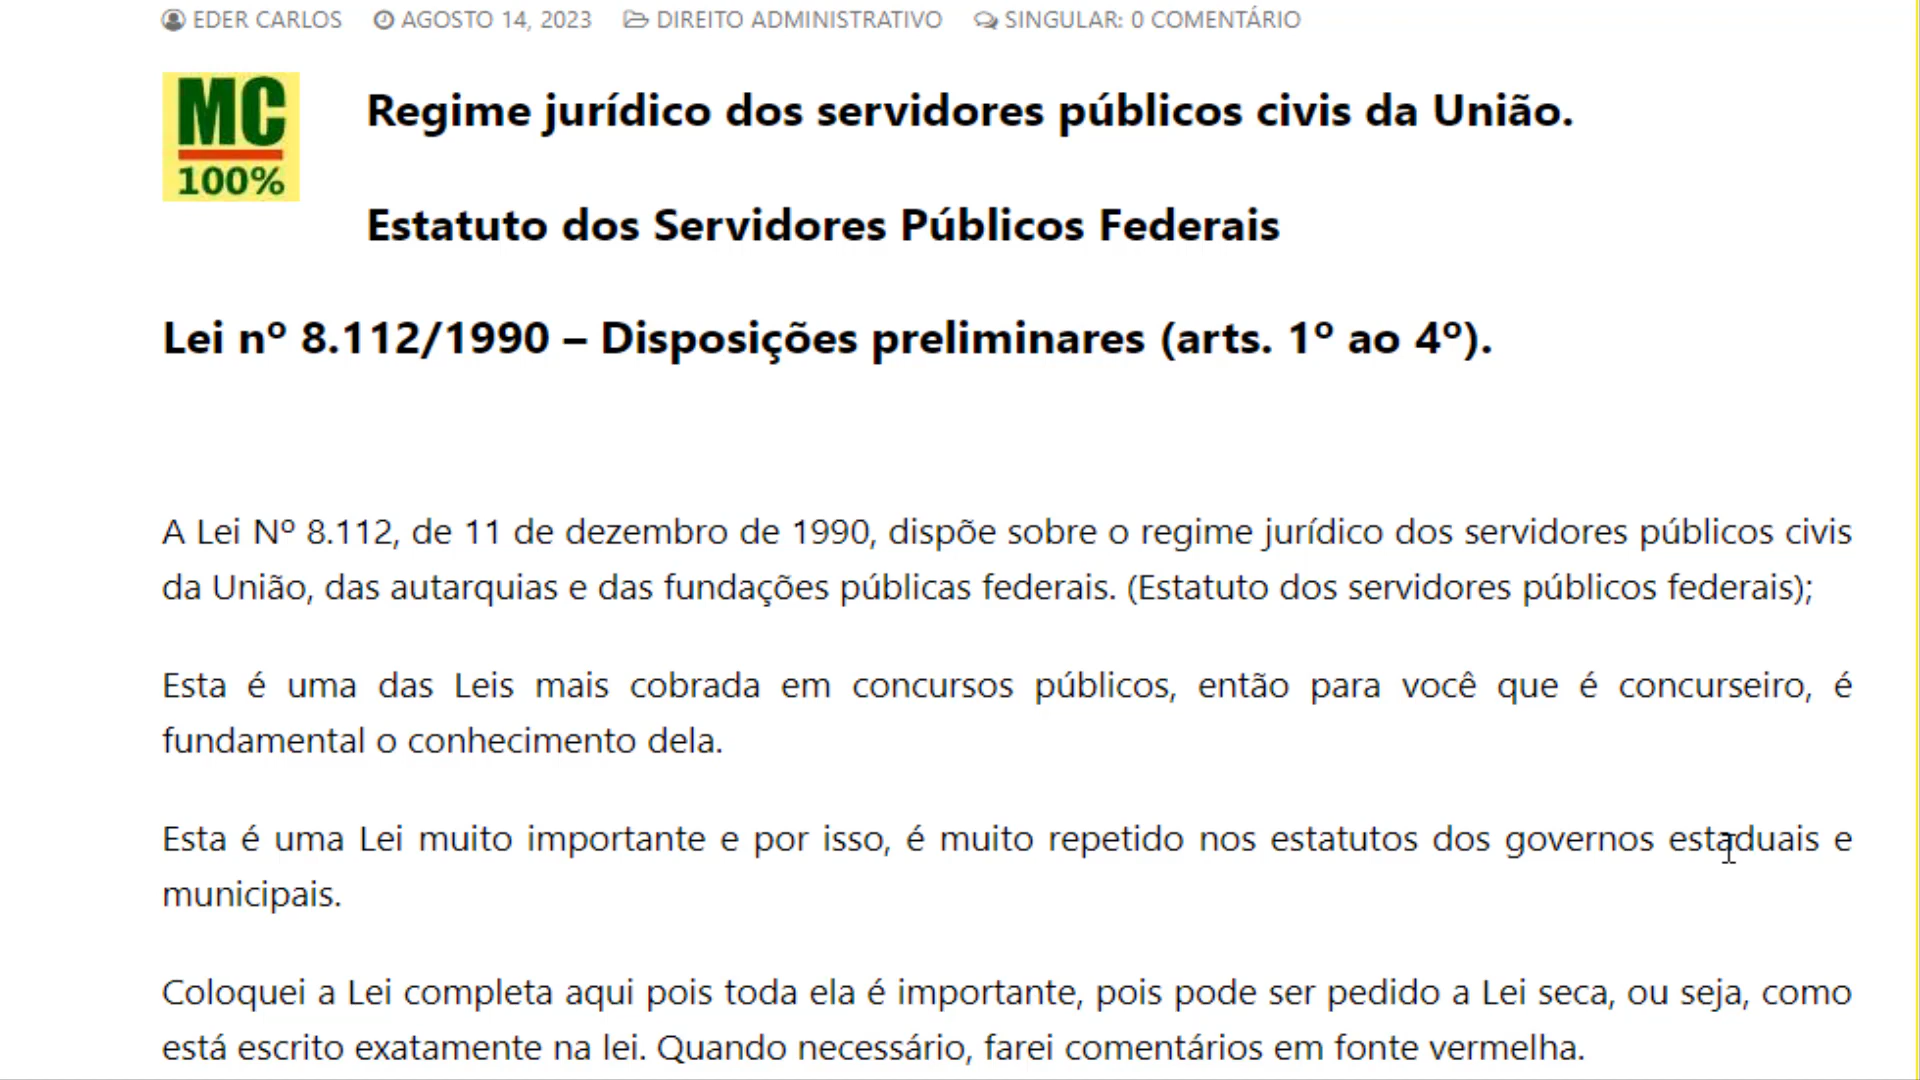 EDER CARLOS AGOSTO 14, 2023 DIREITO ADMINISTRATIVO SINGULAR: 0 COMENTÁRIO
MC
100%
Regime jurídico dos servidores públicos civis da União.
Estatuto dos Servidores Públicos Federais
Lei nº 8.112/1990 – Disposições preliminares (arts. 1º ao 4º).
A Lei Nº 8.112, de 11 de dezembro de 1990, dispõe sobre o regime jurídico dos servidores públicos civis
da União, das autarquias e das fundações públicas federais. (Estatuto dos servidores públicos federais);
Esta é uma das Leis mais cobrada em concursos públicos, então para você que é concurseiro, é
fundamental o conhecimento dela.
Esta é uma Lei muito importante e por isso, é muito repetido nos estatutos dos governos estaduais e
municipais.
Coloquei a Lei completa aqui pois toda ela é importante, pois pode ser pedido a Lei seca, ou seja, como
está escrito exatamente na lei. Quando necessário, farei comentários em fonte vermelha.